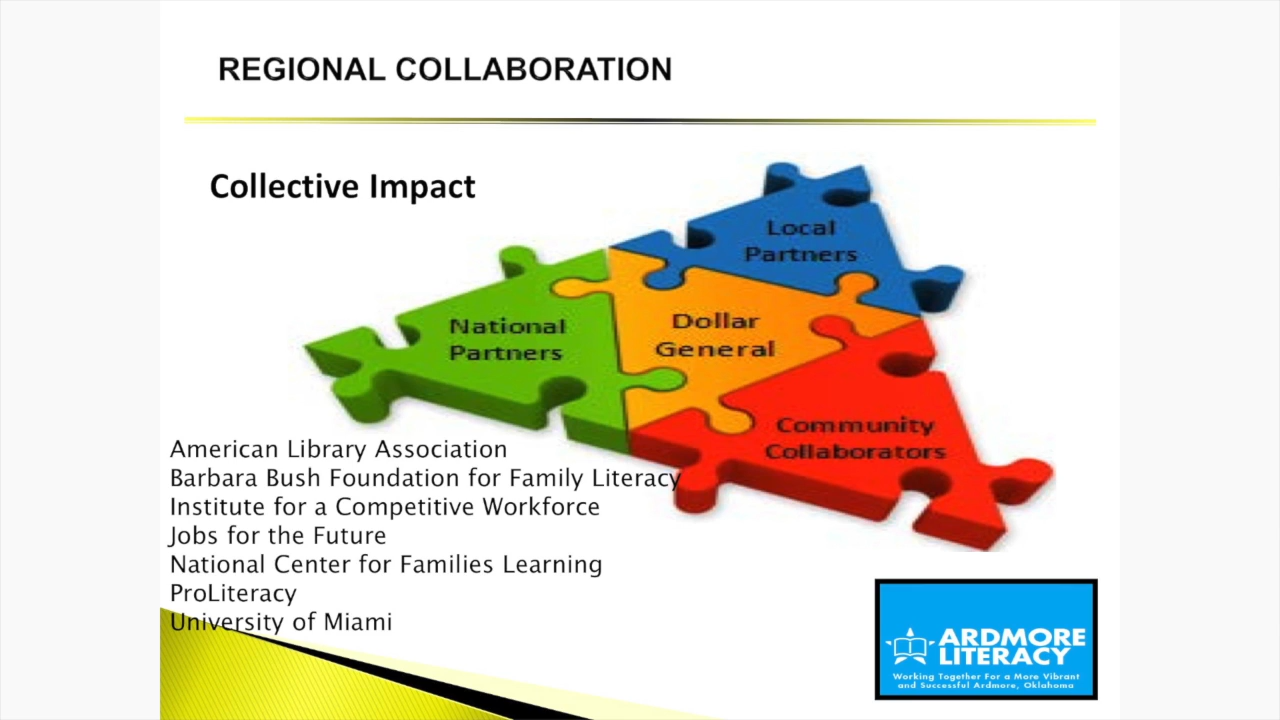 REGIONAL COLLABORATION
Collective Impact
Local
Partners
National
Partners
Dollar
General
Community
Collaborators
American Library Association
Barbara Bush Foundation for Family Literacy
Institute for a Competitive Workforce
Jobs for the Future
National Center for Families Learning
ProLiteracy
University of Miami
ARDMORE
LITERACY
Working Together For a More Vibrant
and Successful Ardmore, Oklahoma